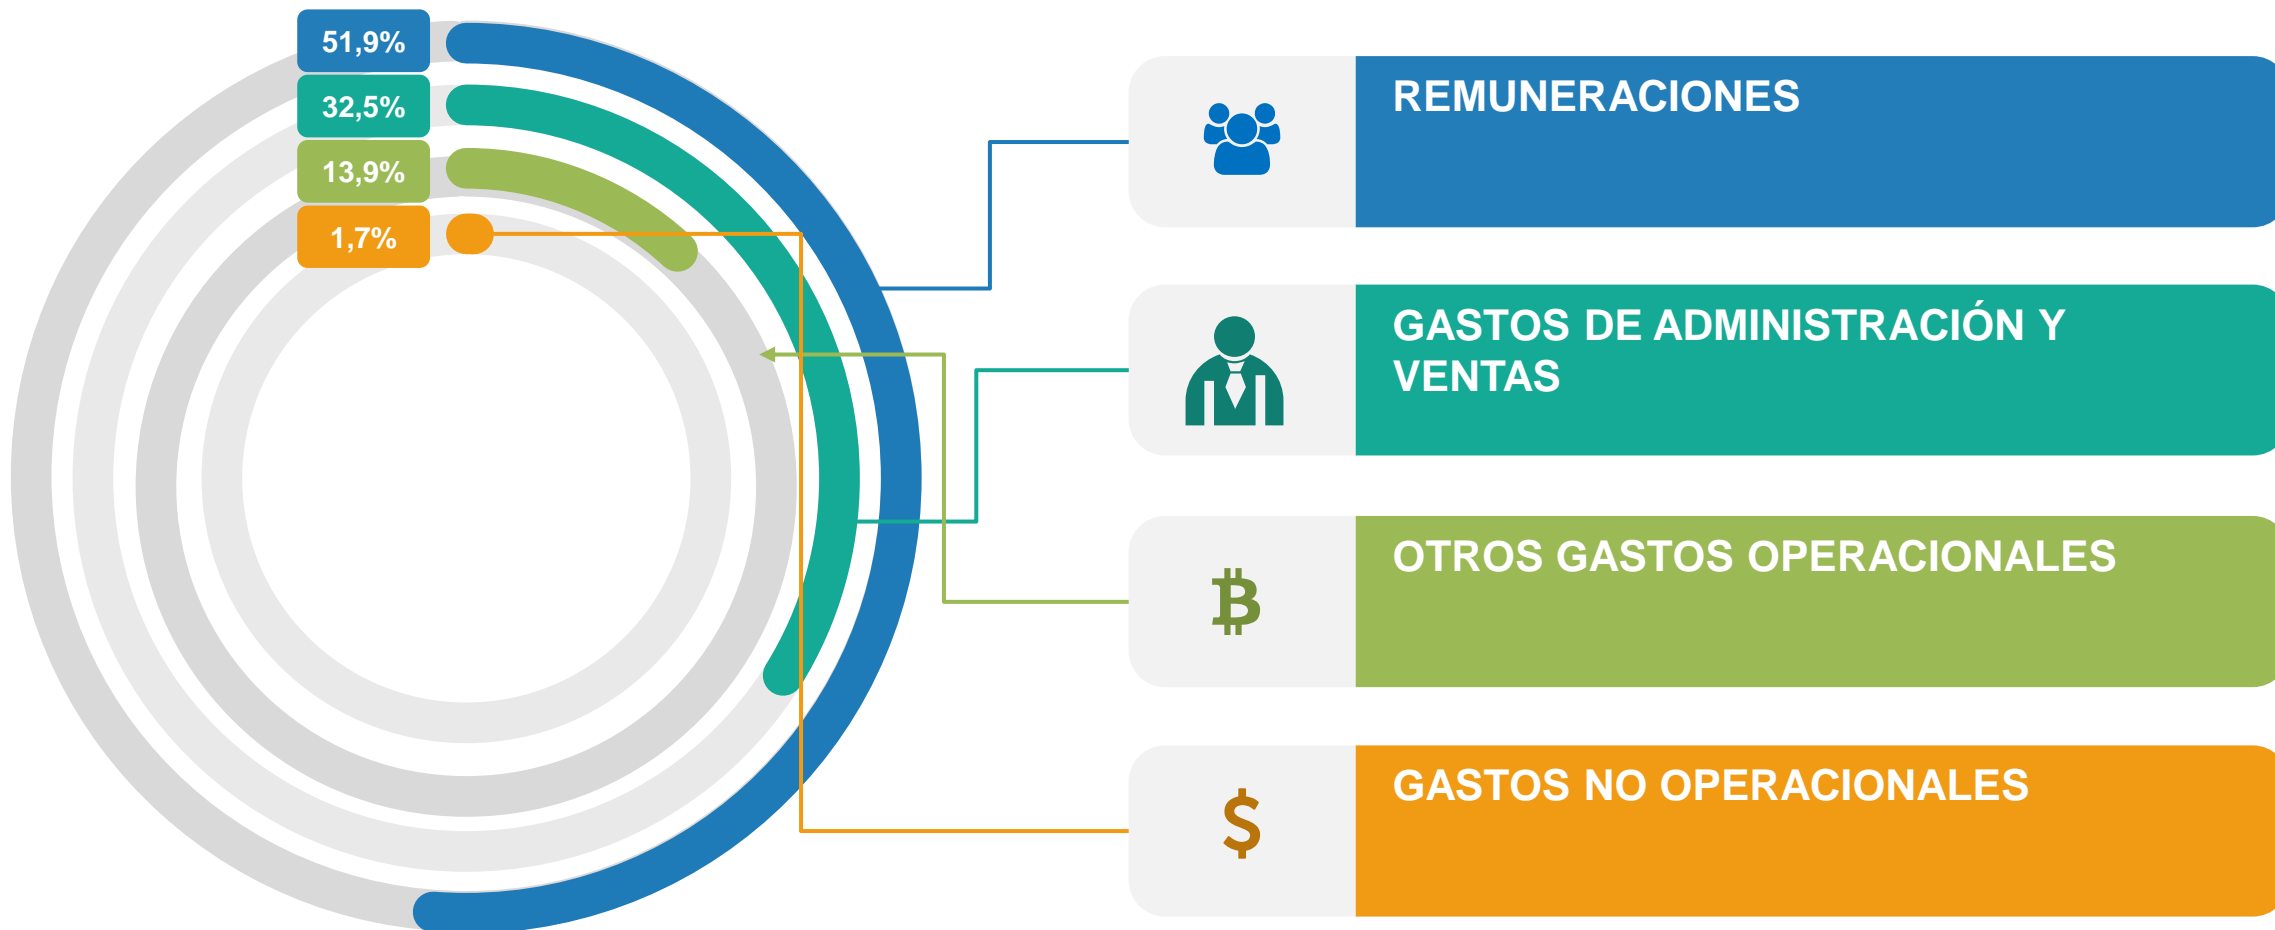 51,9%
32,5%
13,9%
1,7%
REMUNERACIONES
GASTOS DE ADMINISTRACIÓN Y
VENTAS
OTROS GASTOS OPERACIONALES
GASTOS NO OPERACIONALES